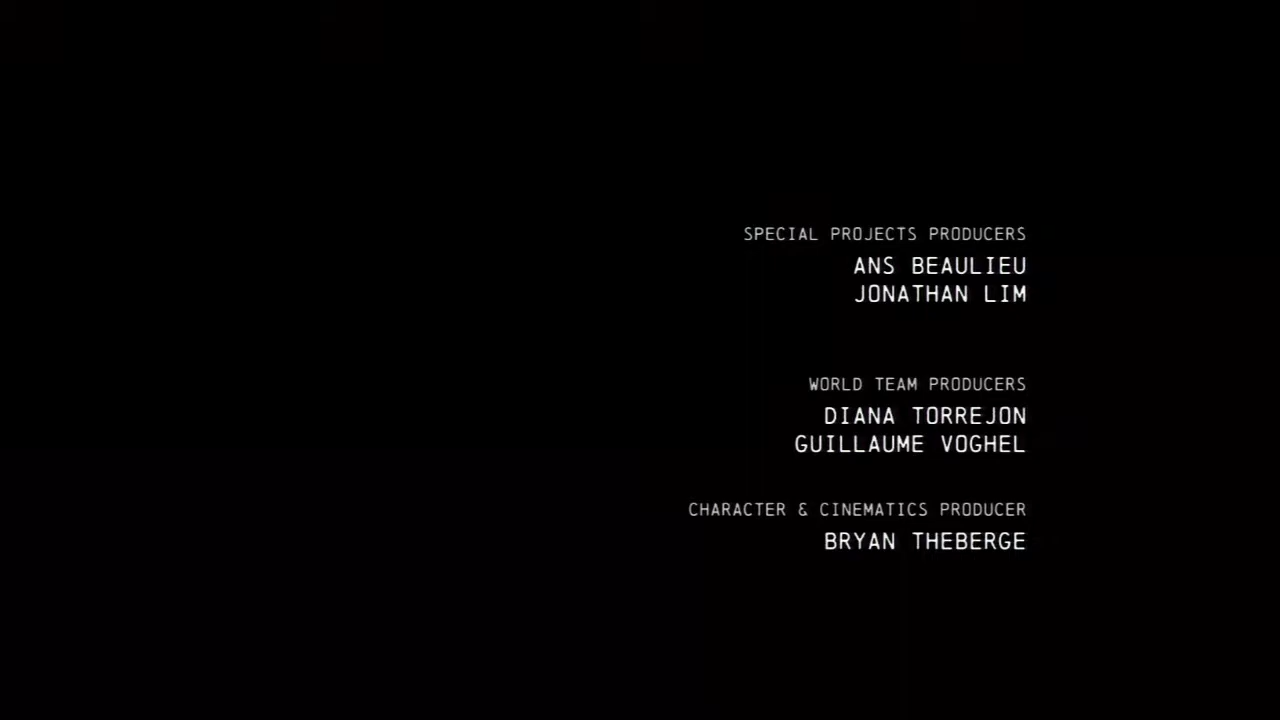 SPECIAL PROJECTS PRODUCERS
ANS BEAULIEU
JONATHAN LIM
WORLD TEAM PRODUCERS
DIANA TORREJON
GUILLAUME VOGHEL
CHARACTER & CINEMATICS PRODUCER
BRYAN THEBERGE